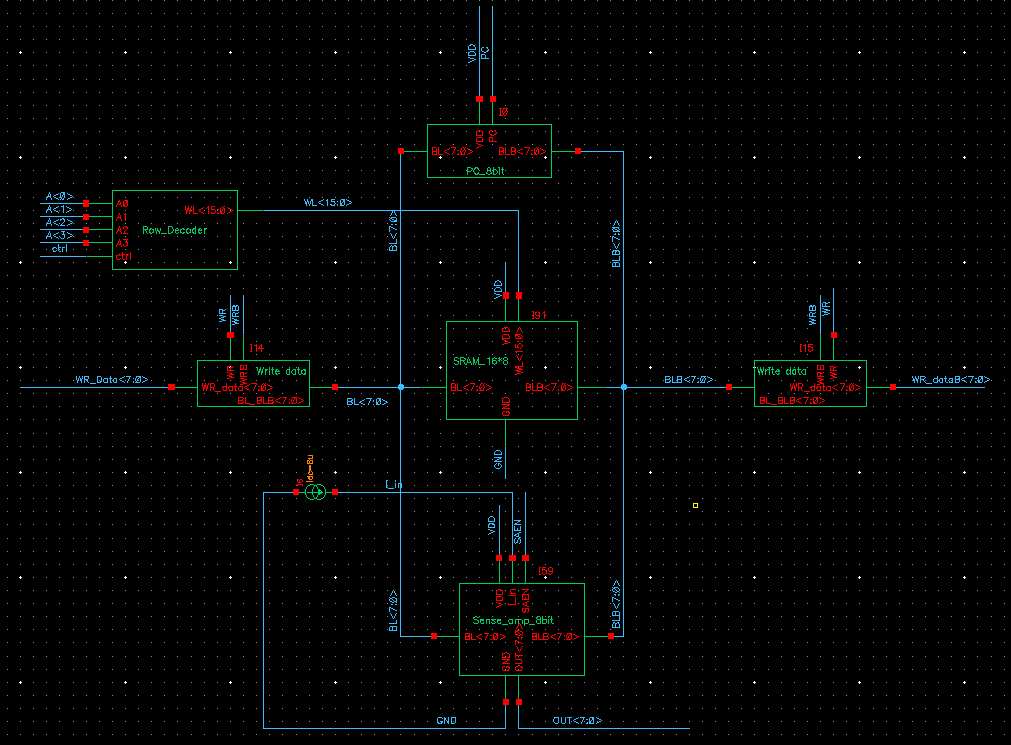 VDD
PC
I0
VDD
PC
BL<7:0>
BLB<7:0>
PC_8bit
A<0>
A<1>
A<2>
A<3>
ctrl
A0
A1
A2
A3
ctrl
WL<15:0>
Row_Decoder
WL<15:0>
BL<7:0>
BLB<7:0>
VDD
I91
VDD
WL<15:0>
SRAM_16*8
BL<7:0>
BLB<7:0>
GND
GND
WR
WRB
I14
WR
WRB
Write data
WR_data<7:0>
BL_BLB<7:0>
WR_Data<7:0>
BL<7:0>
WRB
WR
I15
Write data
WRB
WR
WR_data<7:0>
BL_BLB<7:0>
BLB<7:0>
WR_dataB<7:0>
I_in
VDD
SAEN
I59
VDD
I_in
SAEN
Sense_amp_8bit
BL<7:0>
BLB<7:0>
GND
OUT<7:0>
BL<7:0>
BLB<7:0>
GND
OUT<7:0>